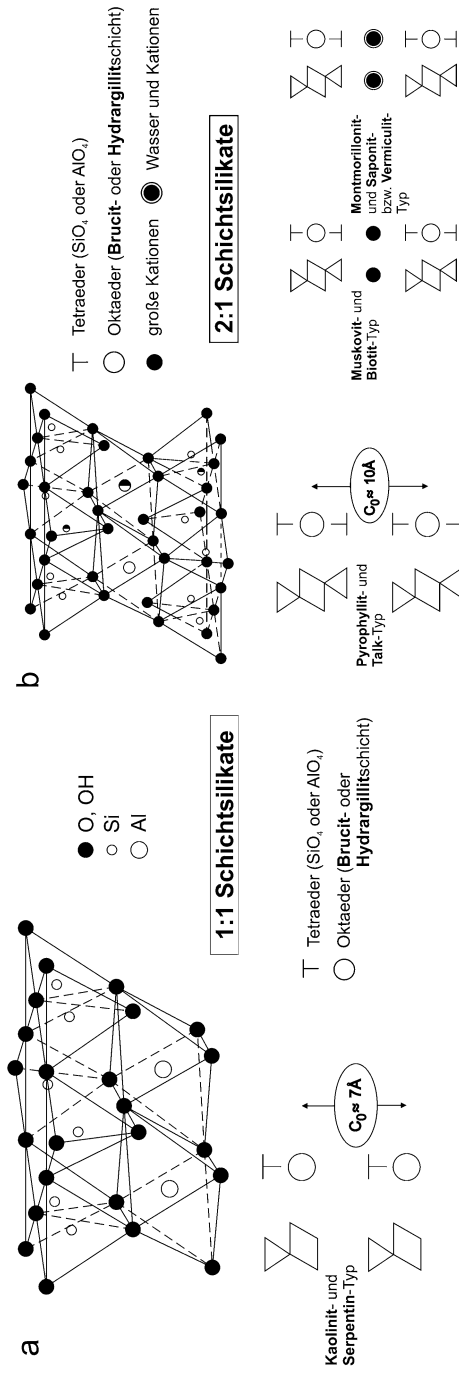 a
O, OH
Si
Al
1:1 Schichtsilikate
Kaolinit- und
Serpentin-Typ
C₀≈ 7Å
Tetraeder (SiO₄ oder AlO₄)
Oktaeder (Brucit- oder
Hydrargillitschicht)
b
Tetraeder (SiO₄ oder AlO₄)
Oktaeder (Brucit- oder Hydrargillitschicht)
große Kationen
Wasser und Kationen
2:1 Schichtsilikate
Pyrophyllit- und
Talk-Typ
C₀≈ 10Å
Muskovit- und
Biotit-Typ
Montmorillonit-
und Saponit-
bzw. Vermiculit-
Typ